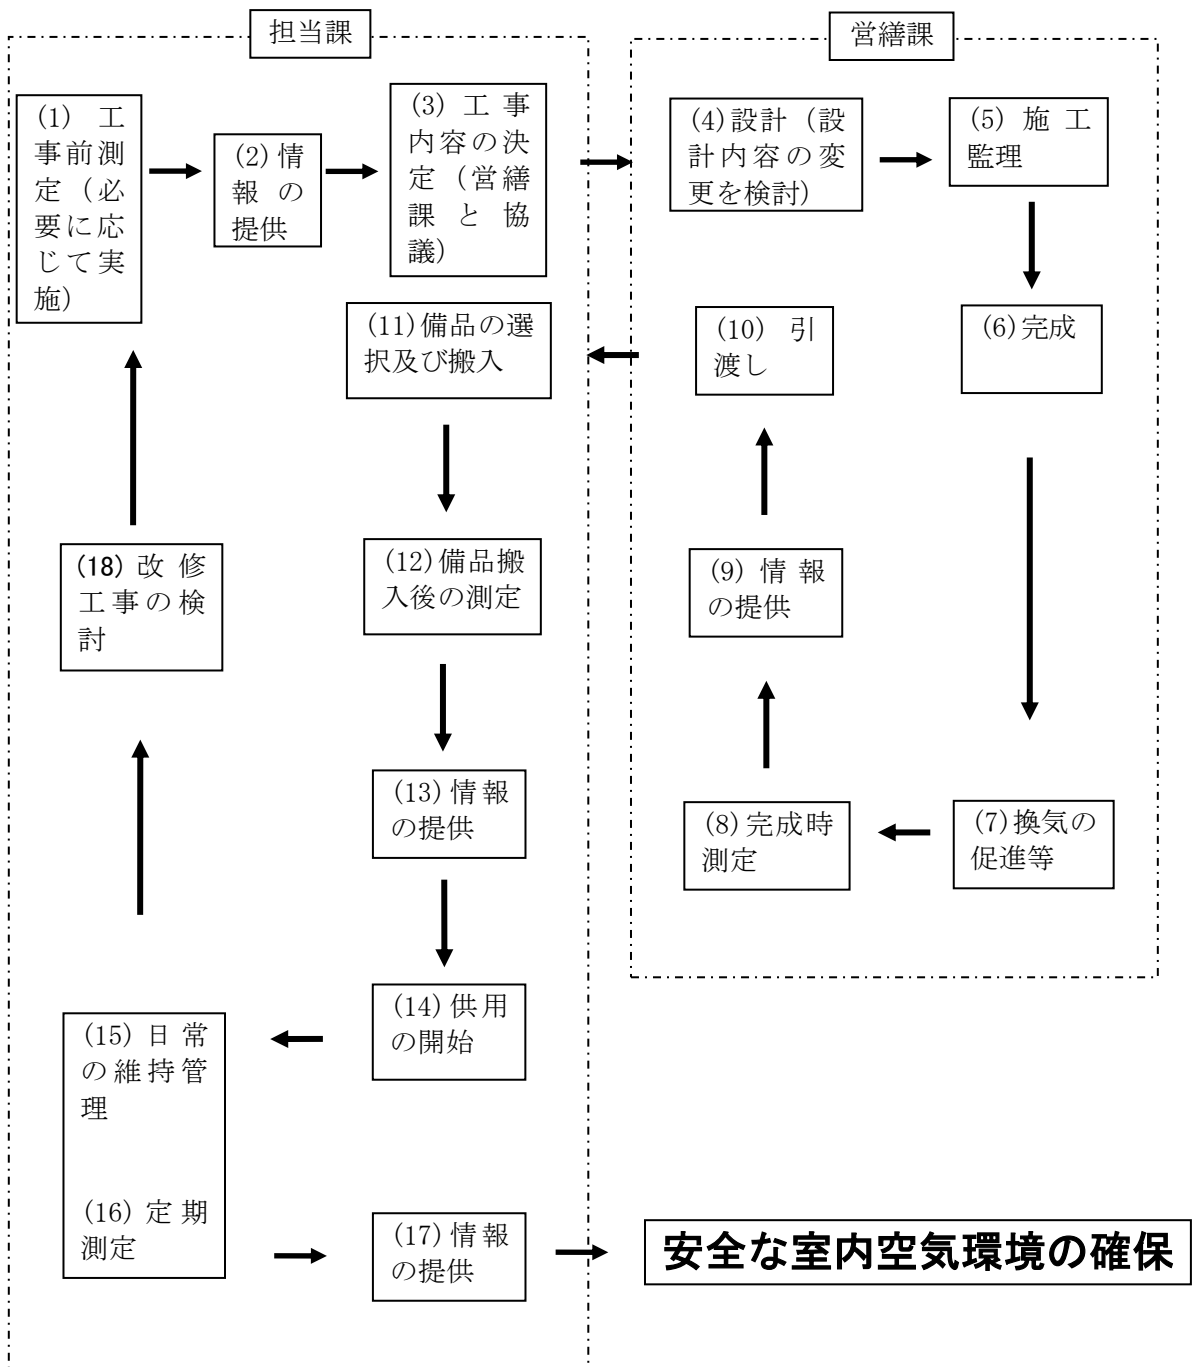 担当課
(1) 工
事前測
定（必
要に応
じて実
施）
(2)情
報の
提供
(3) 工事
内容の決
定（営繕
課と協
議）
営繕課
(4)設計（設
計内容の変
更を検討）
(5) 施工
監理
(6)完成
(7)換気の
促進等
(8)完成時
測定
(9) 情報
の提供
(10) 引
渡し
(11)備品の選
択及び搬入
(12)備品搬
入後の測定
(13)情報
の提供
(14)供用
の開始
(15)日常
の維持管
理
(16)定期
測定
(17)情報
の提供
(18)改修
工事の検
討
安全な室内空気環境の確保